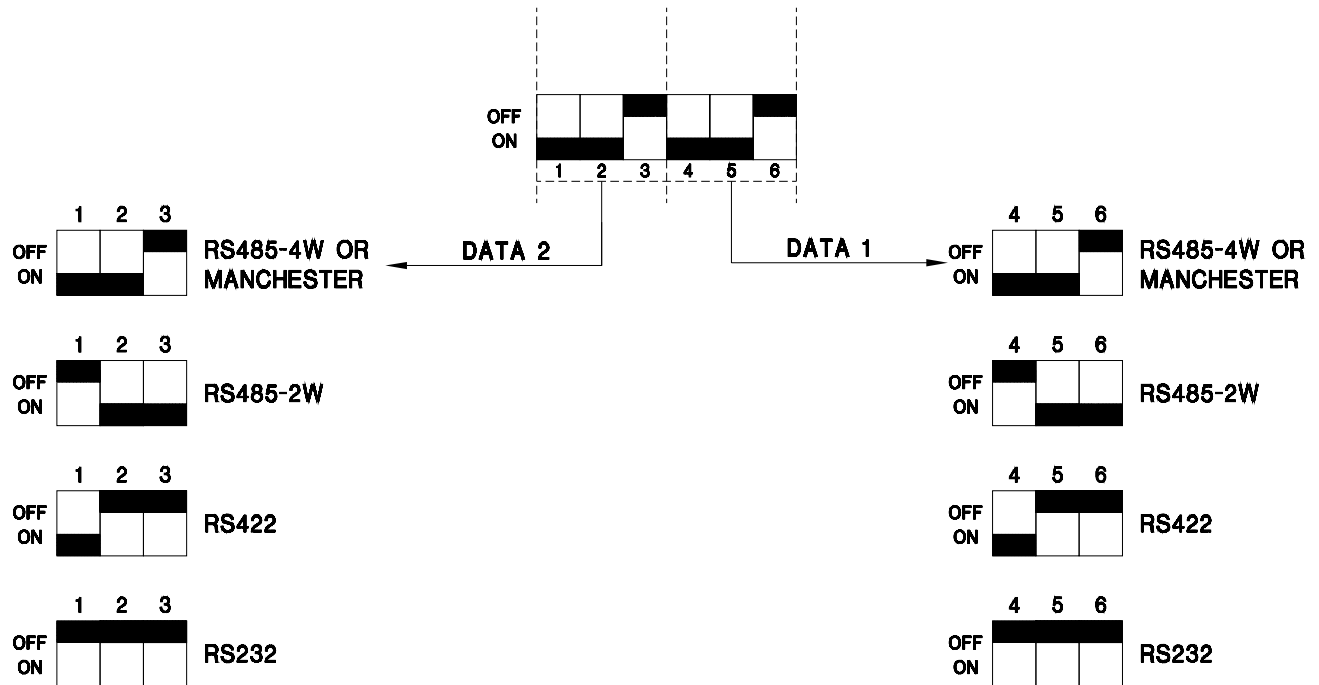 OFF
ON
1 2 3 4 5 6
DATA 2
DATA 1
1 2 3
OFF
ON
RS485-4W OR
MANCHESTER
1 2 3
OFF
ON
RS485-2W
1 2 3
OFF
ON
RS422
1 2 3
OFF
ON
RS232
4 5 6
OFF
ON
RS485-4W OR
MANCHESTER
4 5 6
OFF
ON
RS485-2W
4 5 6
OFF
ON
RS422
4 5 6
OFF
ON
RS232